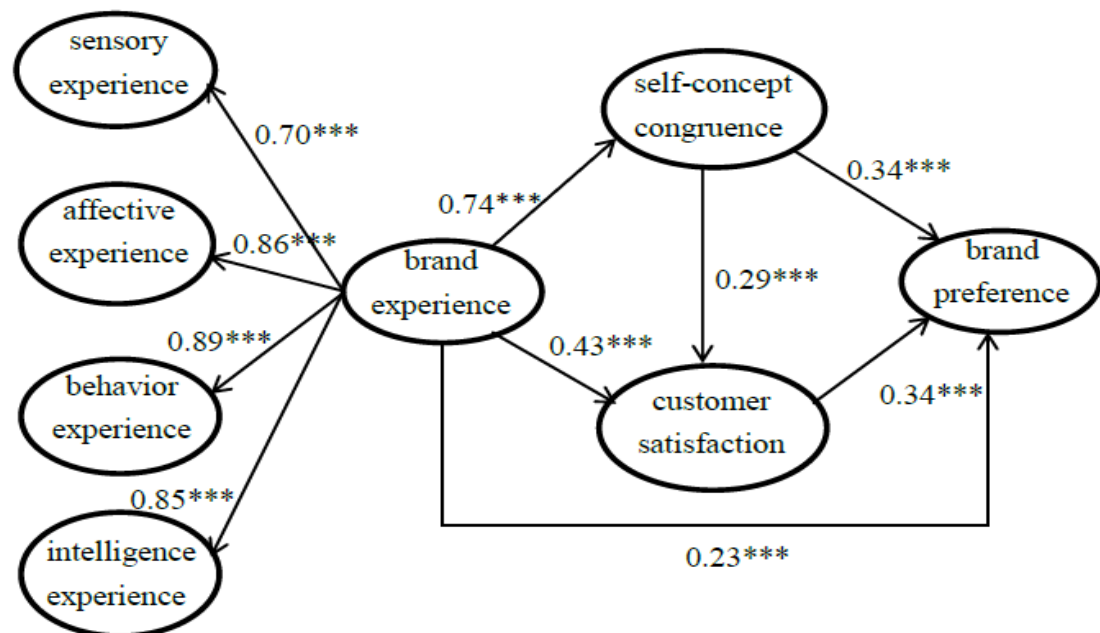 sensory
experience
0.70***
affective
experience
0.86***
behavior
experience
0.89***
intelligence
experience
0.85***
brand
experience
0.74***
self-concept
congruence
0.34***
0.29***
0.43***
customer
satisfaction
0.34***
brand
preference
0.23***